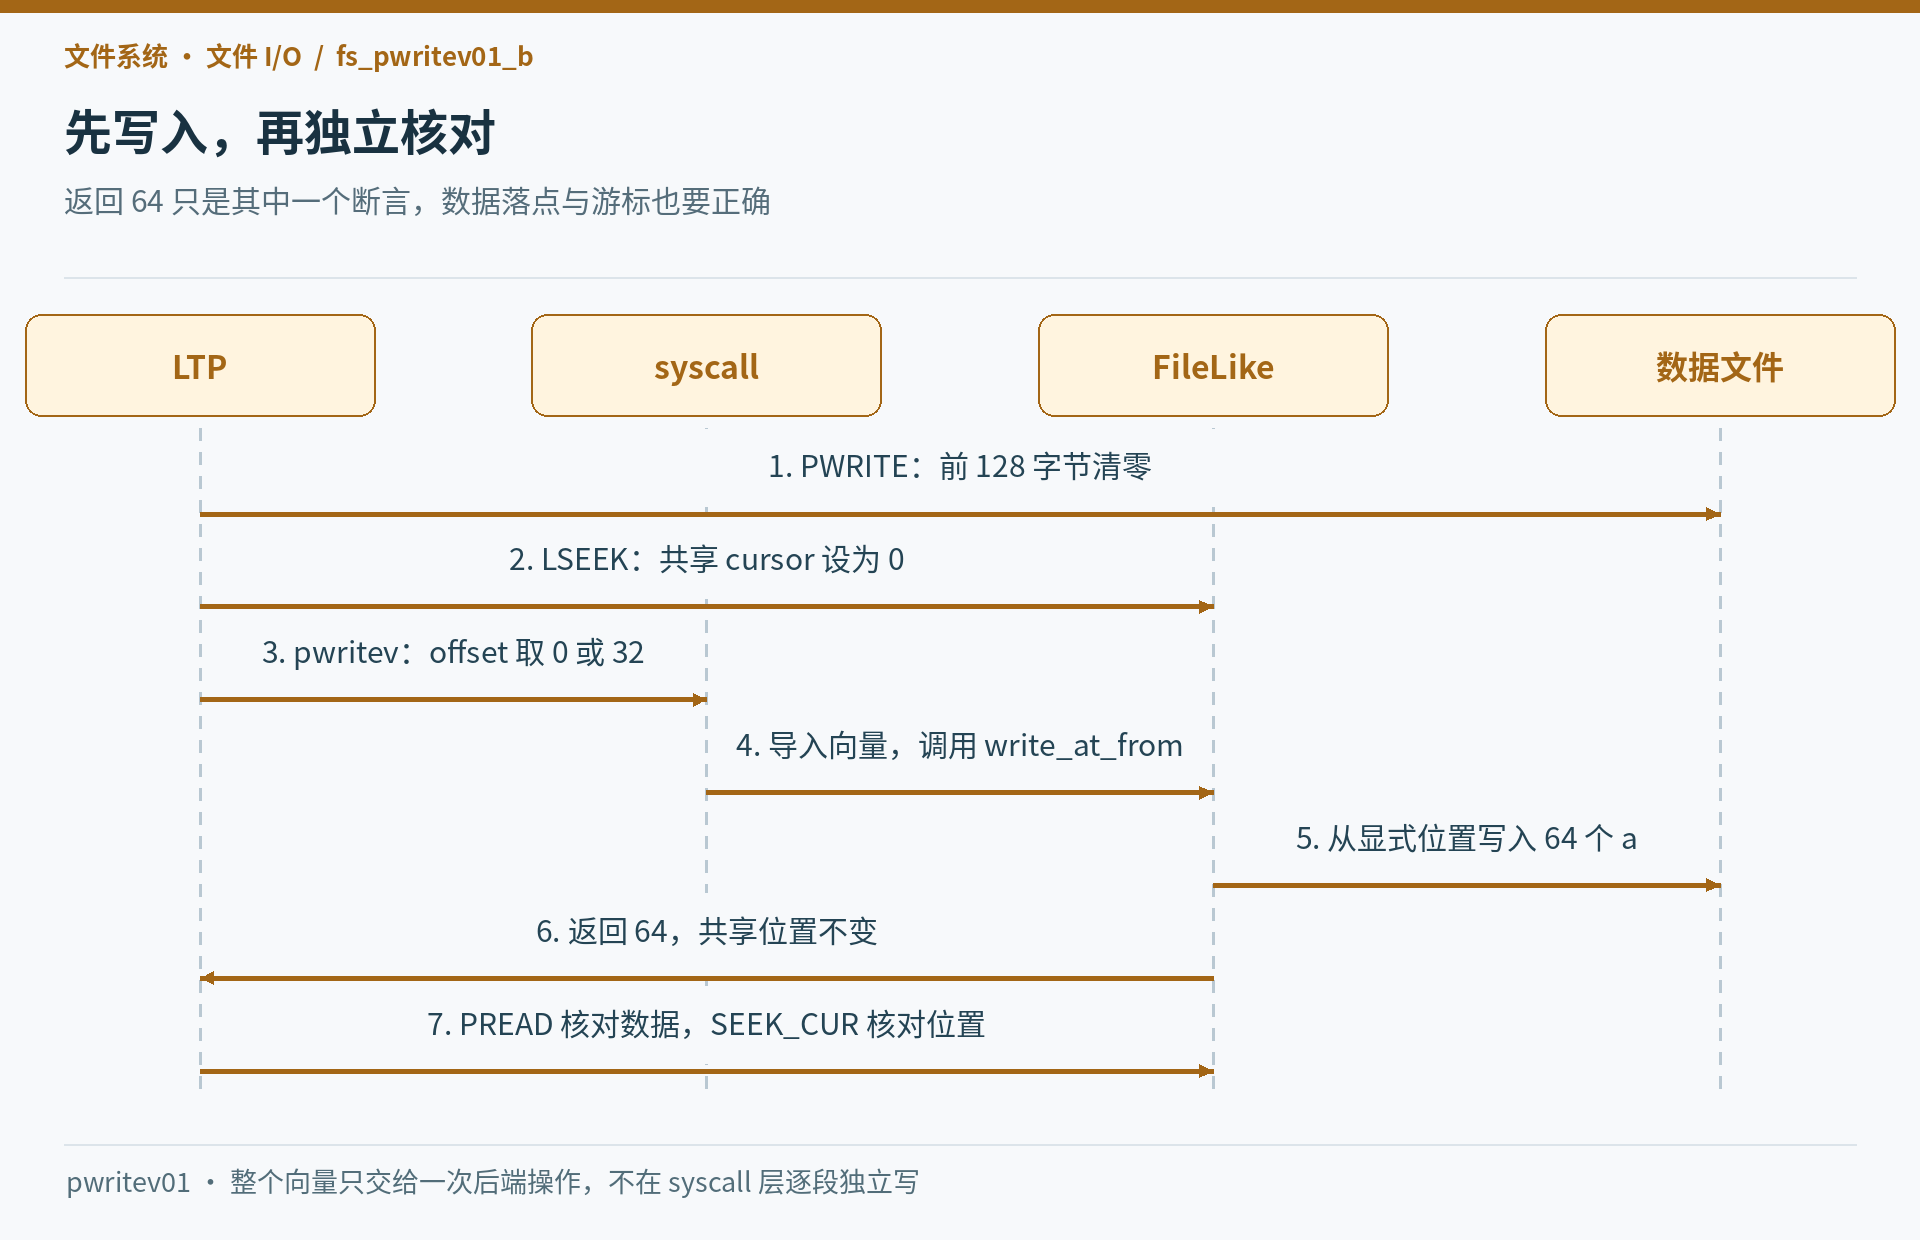 文件系统 · 文件 I/O / fs_pwritev01_b
先写入，再独立核对
返回 64 只是其中一个断言，数据落点与游标也要正确
LTP
syscall
FileLike
数据文件
1. PWRITE：前 128 字节清零
2. LSEEK：共享 cursor 设为 0
3. pwritev：offset 取 0 或 32
4. 导入向量，调用 write_at_from
5. 从显式位置写入 64 个 a
6. 返回 64，共享位置不变
7. PREAD 核对数据，SEEK_CUR 核对位置
pwritev01 · 整个向量只交给一次后端操作，不在 syscall 层逐段独立写